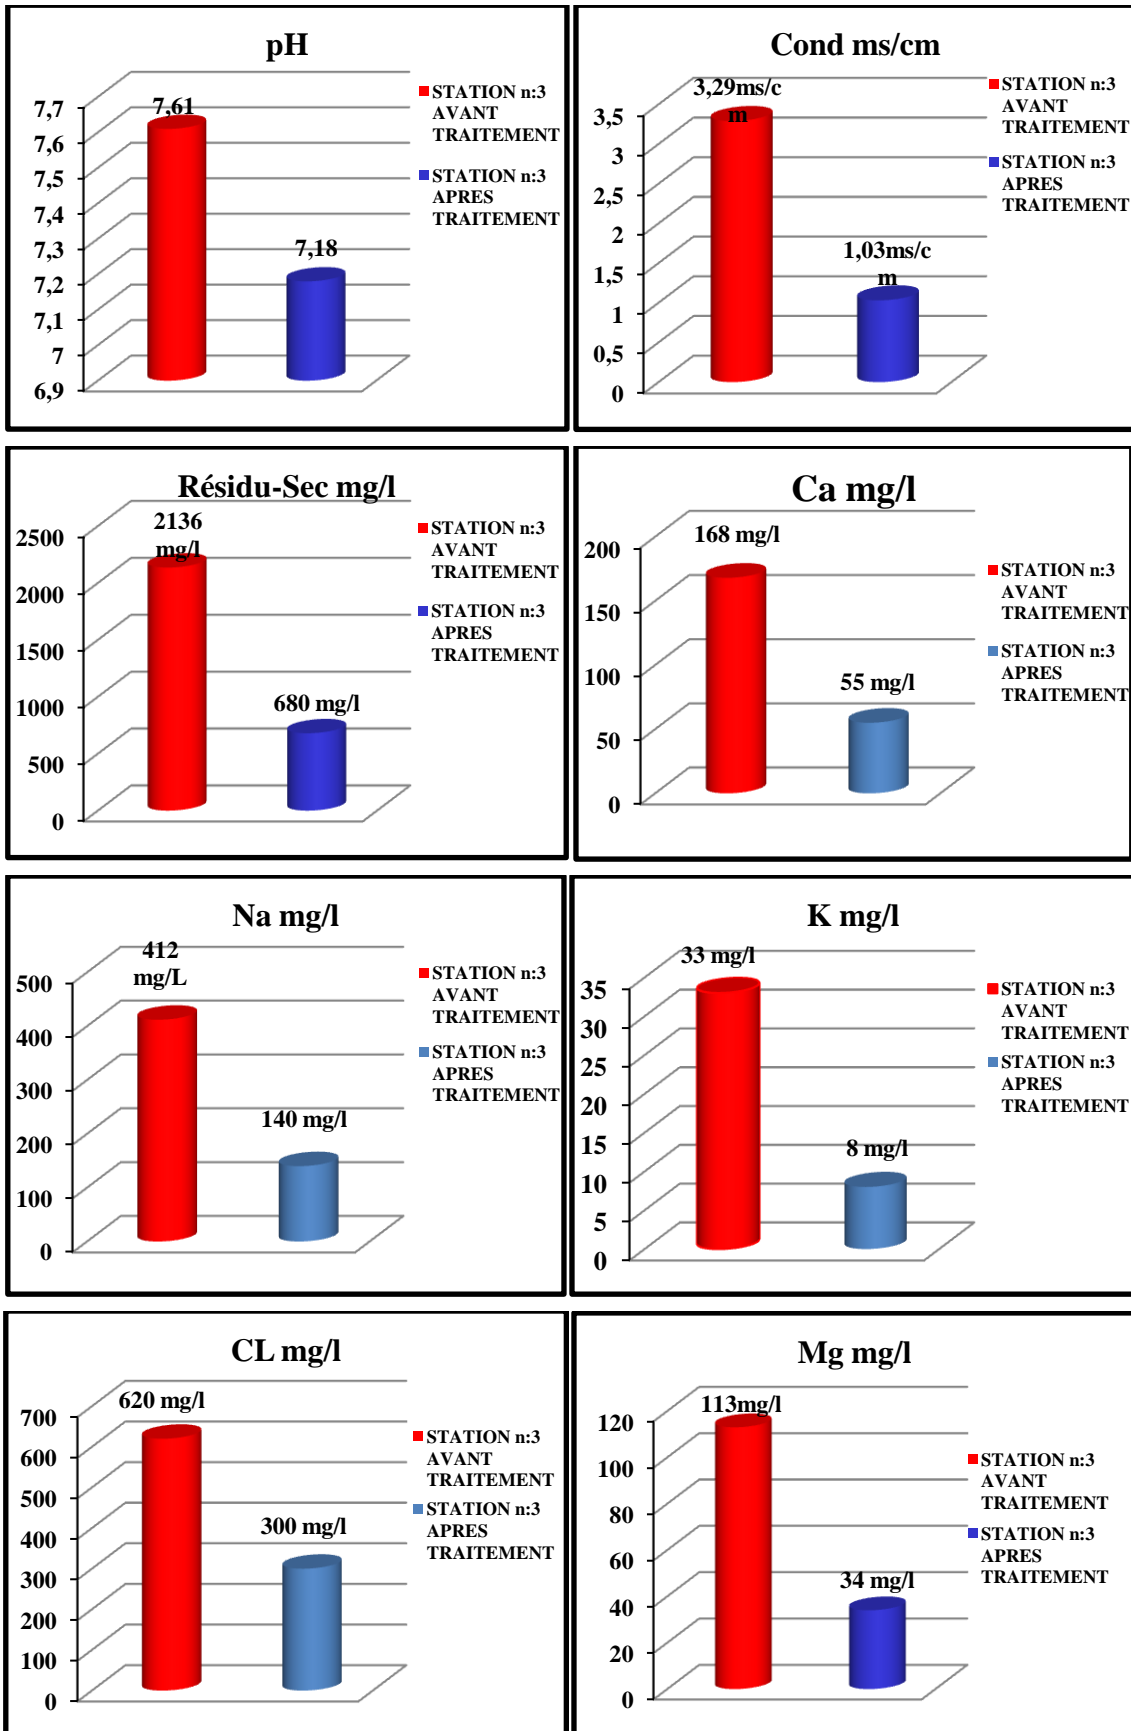 pH
7,61
7,18
7,7
7,6
7,5
7,4
7,3
7,2
7,1
7
6,9
STATION n:3
AVANT
TRAITEMENT
STATION n:3
APRES
TRAITEMENT
Cond ms/cm
3,29ms/c
m
1,03ms/c
m
3,5
3
2,5
2
1,5
1
0,5
0
STATION n:3
AVANT
TRAITEMENT
STATION n:3
APRES
TRAITEMENT
Résidu-Sec mg/l
2136
mg/l
680 mg/l
2500
2000
1500
1000
500
0
STATION n:3
AVANT
TRAITEMENT
STATION n:3
APRES
TRAITEMENT
Ca mg/l
168 mg/l
55 mg/l
200
150
100
50
0
STATION n:3
AVANT
TRAITEMENT
STATION n:3
APRES
TRAITEMENT
Na mg/l
412
mg/L
140 mg/l
500
400
300
200
100
0
STATION n:3
AVANT
TRAITEMENT
STATION n:3
APRES
TRAITEMENT
K mg/l
33 mg/l
8 mg/l
35
30
25
20
15
10
5
0
STATION n:3
AVANT
TRAITEMENT
STATION n:3
APRES
TRAITEMENT
CL mg/l
620 mg/l
300 mg/l
700
600
500
400
300
200
100
0
STATION n:3
AVANT
TRAITEMENT
STATION n:3
APRES
TRAITEMENT
Mg mg/l
113mg/l
34 mg/l
120
100
80
60
40
20
0
STATION n:3
AVANT
TRAITEMENT
STATION n:3
APRES
TRAITEMENT